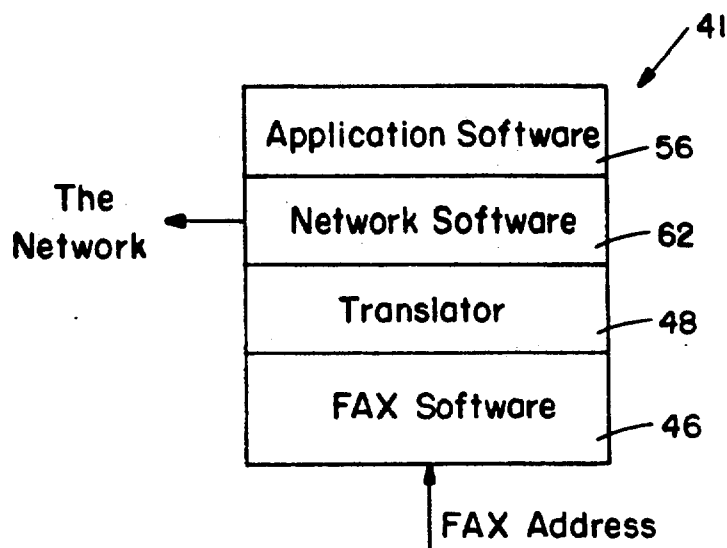 41
Application Software
56
The
Network
Network Software
62
Translator
48
FAX Software
46
FAX Address